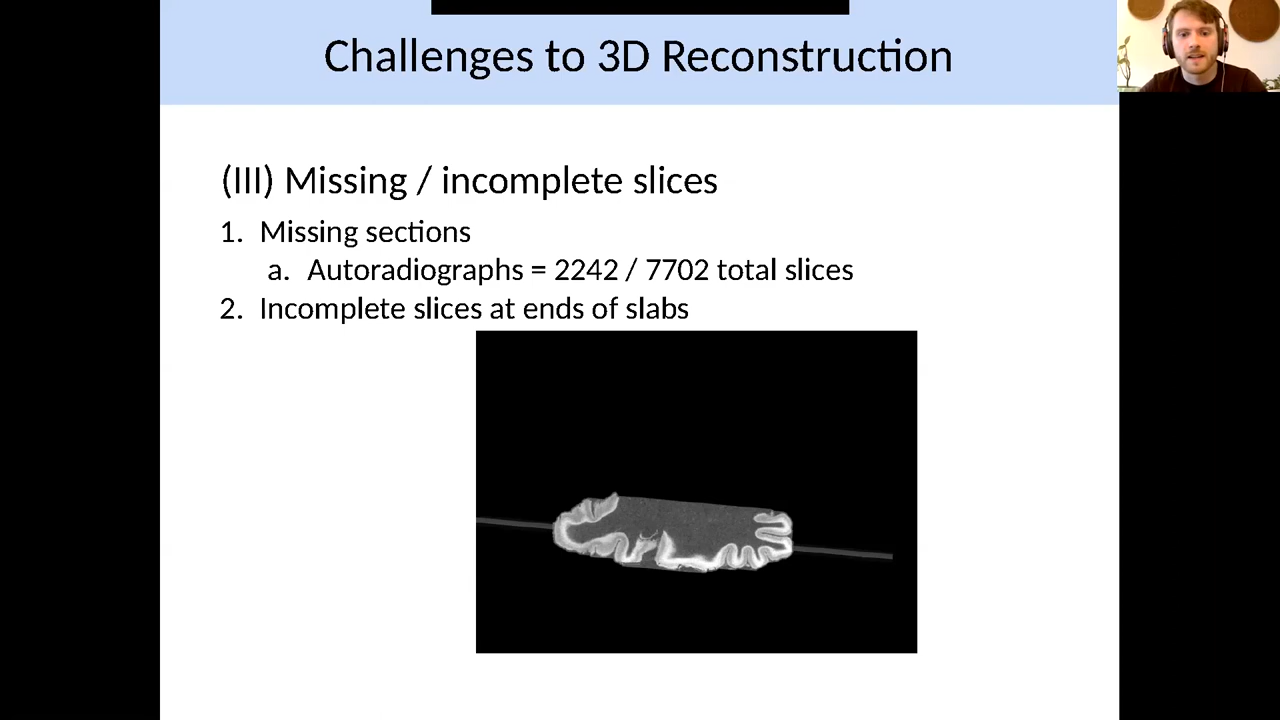 Challenges to 3D Reconstruction
(III) Missing / incomplete slices
1. Missing sections
a. Autoradiographs = 2242 / 7702 total slices
2. Incomplete slices at ends of slabs